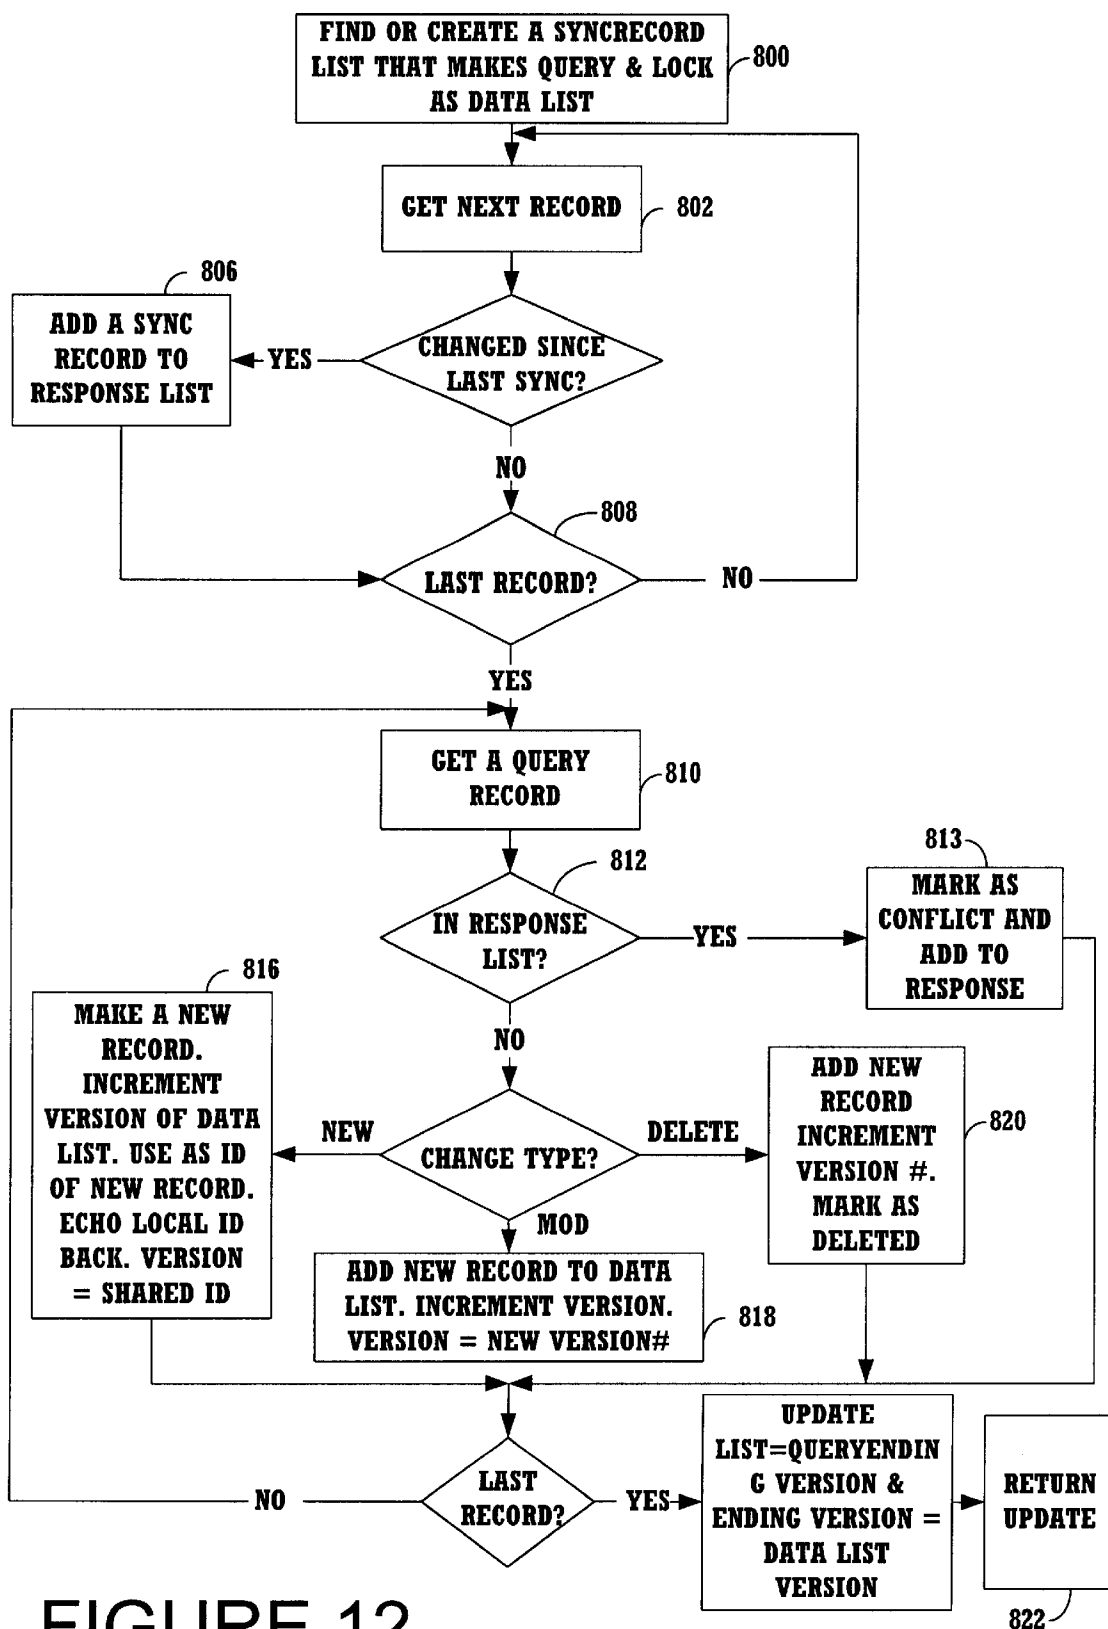 FIND OR CREATE A SYNCRECORD
LIST THAT MAKES QUERY & LOCK
AS DATA LIST
800
GET NEXT RECORD
802
806
ADD A SYNC
RECORD TO
RESPONSE LIST
YES
CHANGED SINCE
LAST SYNC?
NO
808
LAST RECORD?
NO
YES
GET A QUERY
RECORD
810
812
IN RESPONSE
LIST?
YES
813
MARK AS
CONFLICT AND
ADD TO
RESPONSE
NO
816
MAKE A NEW
RECORD.
INCREMENT
VERSION OF DATA
LIST. USE AS ID
OF NEW RECORD.
ECHO LOCAL ID
BACK. VERSION
= SHARED ID
NEW
CHANGE TYPE?
DELETE
ADD NEW
RECORD
INCREMENT
VERSION #.
MARK AS
DELETED
820
MOD
ADD NEW RECORD TO DATA
LIST. INCREMENT VERSION.
VERSION = NEW VERSION#
818
NO
LAST
RECORD?
YES
UPDATE
LIST=QUERYENDIN
G VERSION &
ENDING VERSION =
DATA LIST
VERSION
RETURN
UPDATE
822
FIGURE 12